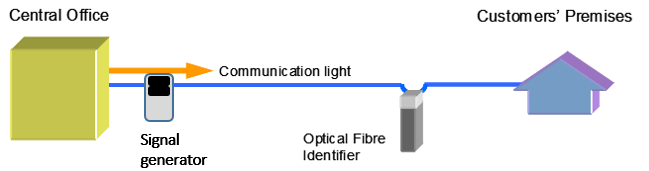 Central Office
Customers' Premises
Communication light
Signal
generator
Optical Fibre
Identifier